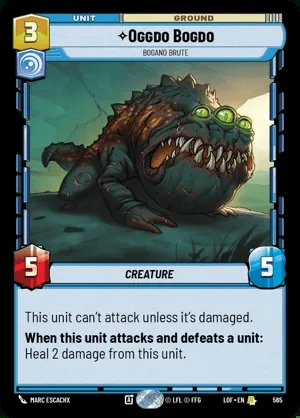 UNIT
GROUND
3
✧OGGDO BOGDO
BOGANO BRUTE
5
5
CREATURE
This unit can't attack unless it's damaged.
When this unit attacks and defeats a unit:
Heal 2 damage from this unit.
MARC ESCACHX
© LFL © FFG
LOF • EN
565